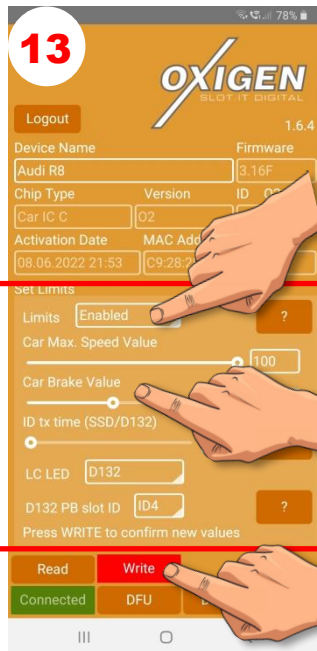 78%
13
OXIGEN
SLOT.IT DIGITAL
Logout
1.6.4
Device Name Firmware
Audi R8 3.16F
Chip Type Version ID
Car IC C O2
Activation Date MAC
08.06.2022 21:53 C9:28:
Set Limits
Limits Enabled ?
Car Max. Speed Value
100
Car Brake Value
ID tx time (SSD/D132)
LC LED D132
D132 PB slot ID ID4 ?
Press WRITE to confirm new values
Read Write
Connected DFU